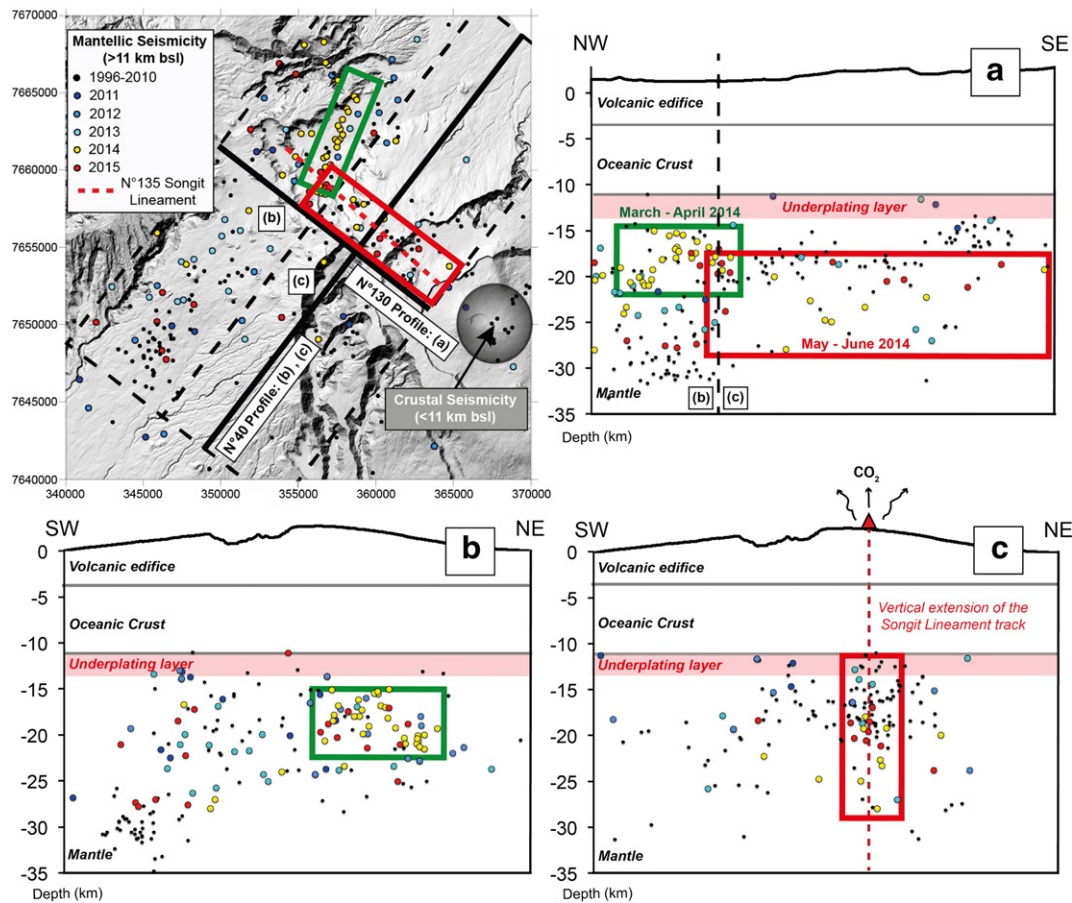 7670000
7665000
7660000
7655000
7650000
7645000
7640000
340000
345000
350000
355000
360000
365000
370000
Mantellic Seismicity
(>11 km bsl)
1996-2010
2011
2012
2013
2014
2015
N°135 Songit
Lineament
(b)
(c)
N°130 Profile: (a)
N°40 Profile: (b) , (c)
Crustal Seismicity
(<11 km bsl)
NW
SE
a
0
-5
-10
-15
-20
-25
-30
-35
Depth (km)
Volcanic edifice
Oceanic Crust
Underplating layer
March - April 2014
May - June 2014
Mantle
(b)
(c)
SW
NE
b
0
-5
-10
-15
-20
-25
-30
-35
Depth (km)
Volcanic edifice
Oceanic Crust
Underplating layer
Mantle
CO2
SW
NE
c
0
-5
-10
-15
-20
-25
-30
-35
Depth (km)
Volcanic edifice
Oceanic Crust
Vertical extension of the
Songit Lineament track
Underplating layer
Mantle